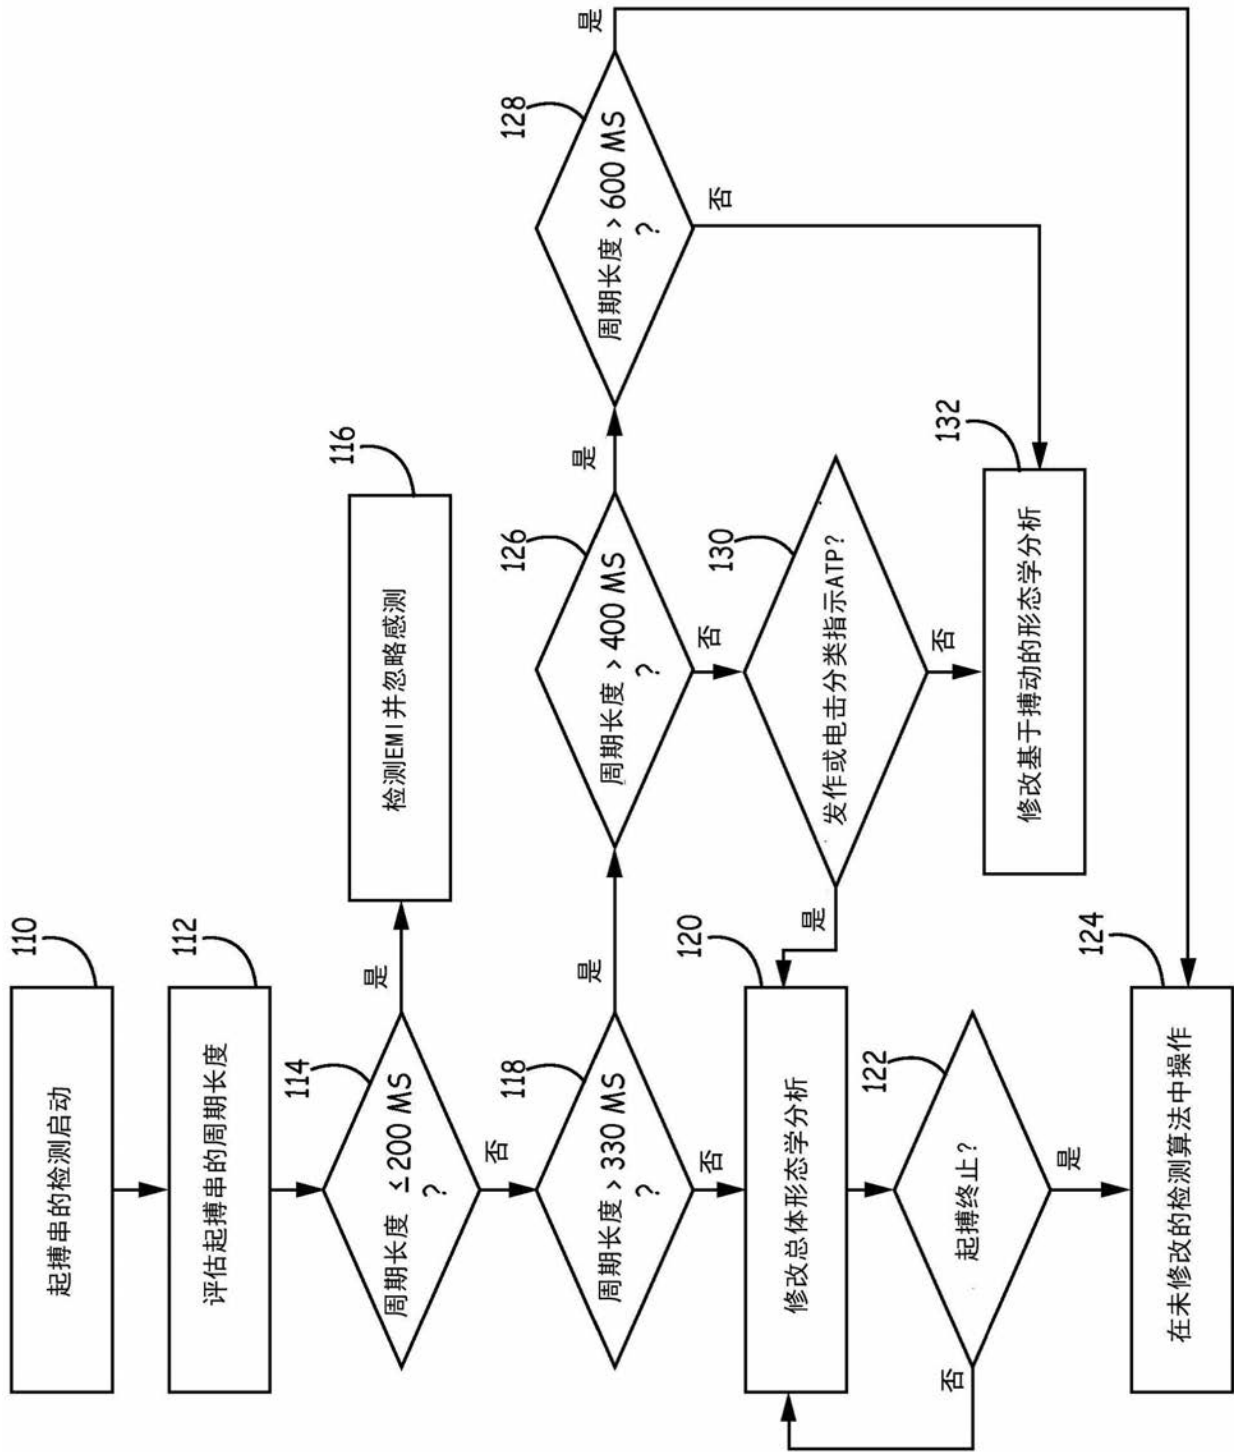 110
起搏串的检测启动
112
评估起搏串的周期长度
114
周期长度 ≤200 MS
?
是
否
116
检测EMI并忽略感测
118
周期长度 > 330 MS
?
是
否
126
周期长度 > 400 MS
?
是
否
128
周期长度 > 600 MS
?
是
否
120
修改总体形态学分析
130
发作或电击分类指示ATP?
是
否
122
起搏终止?
否
是
132
修改基于搏动的形态学分析
124
在未修改的检测算法中操作